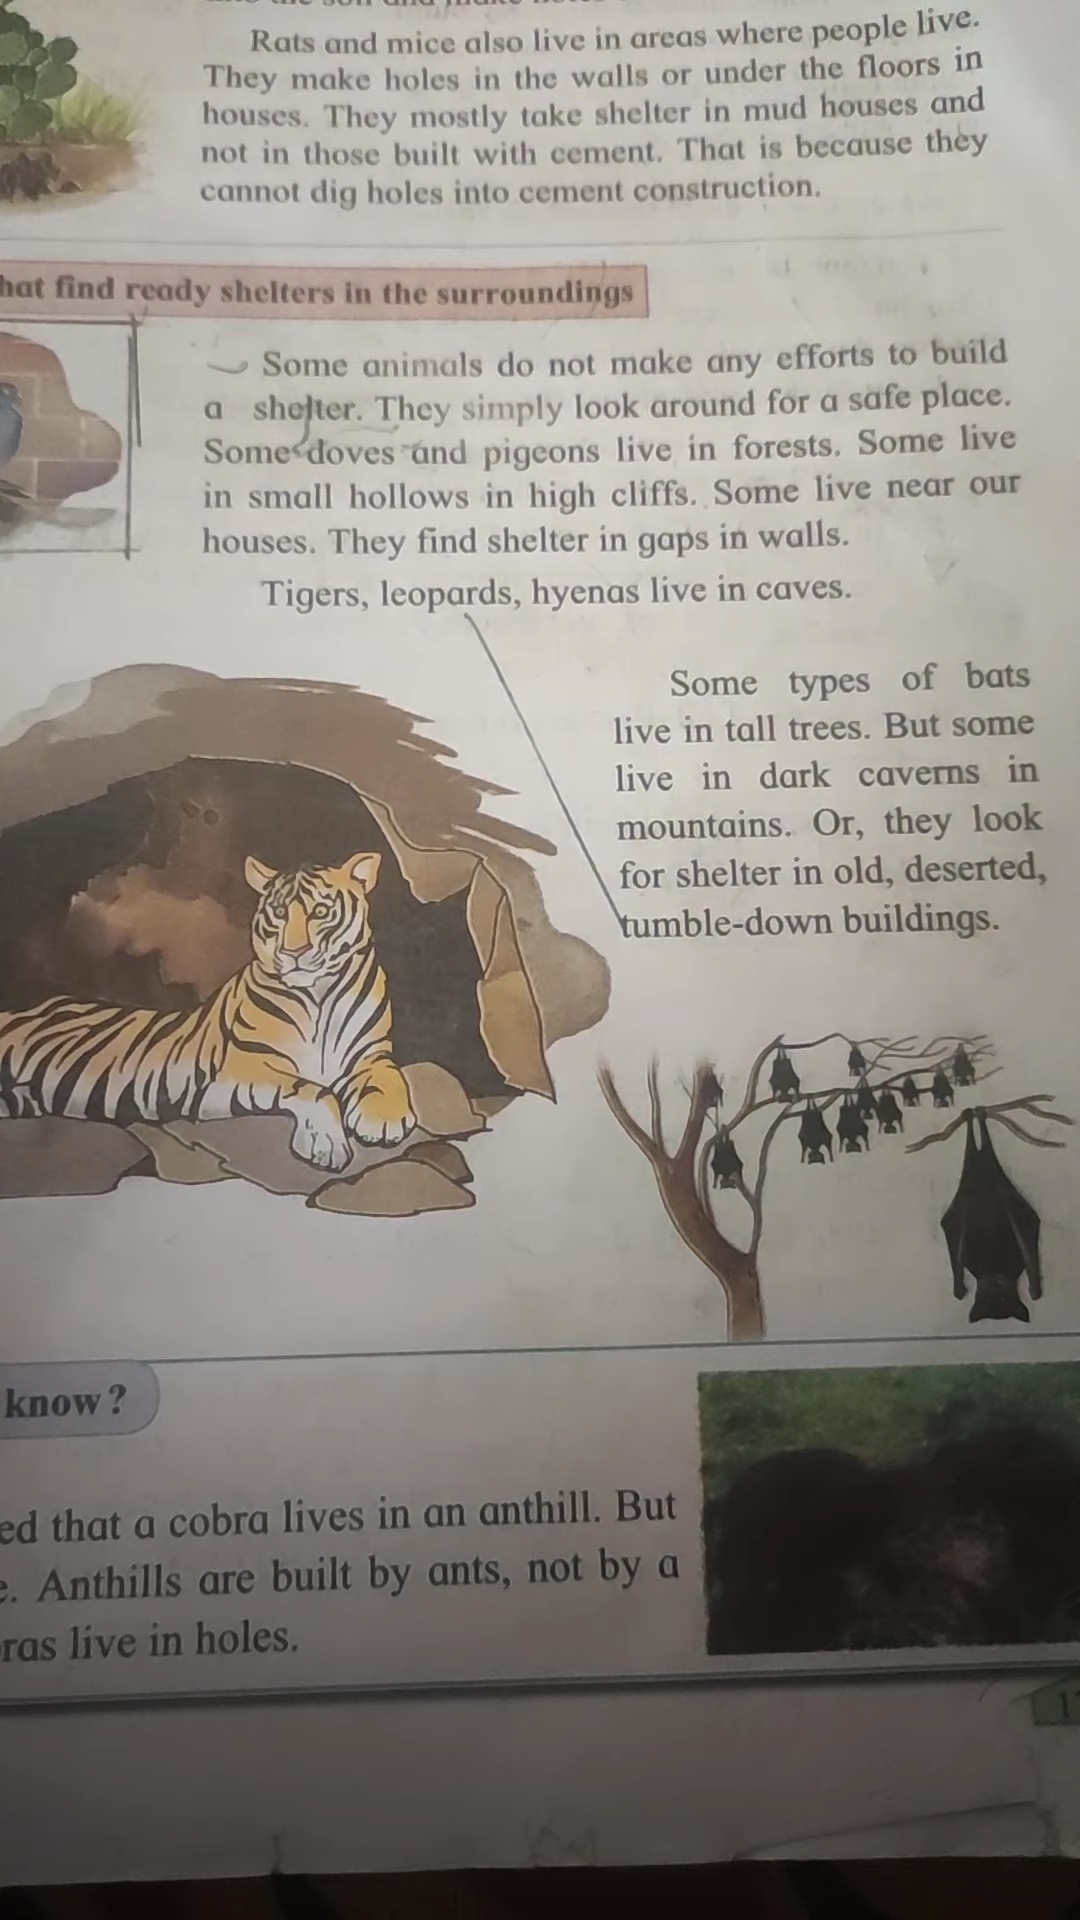 Rats and mice also live in areas where people live.
They make holes in the walls or under the floors in
houses. They mostly take shelter in mud houses and
not in those built with cement. That is because they
cannot dig holes into cement construction.
hat find ready shelters in the surroundings
Some animals do not make any efforts to build
a shelter. They simply look around for a safe place.
Some doves and pigeons live in forests. Some live
in small hollows in high cliffs. Some live near our
houses. They find shelter in gaps in walls.
Tigers, leopards, hyenas live in caves.
Some types of bats
live in tall trees. But some
live in dark caverns in
mountains. Or, they look
for shelter in old, deserted,
tumble-down buildings.
know?
ed that a cobra lives in an anthill. But
e. Anthills are built by ants, not by a
ras live in holes.